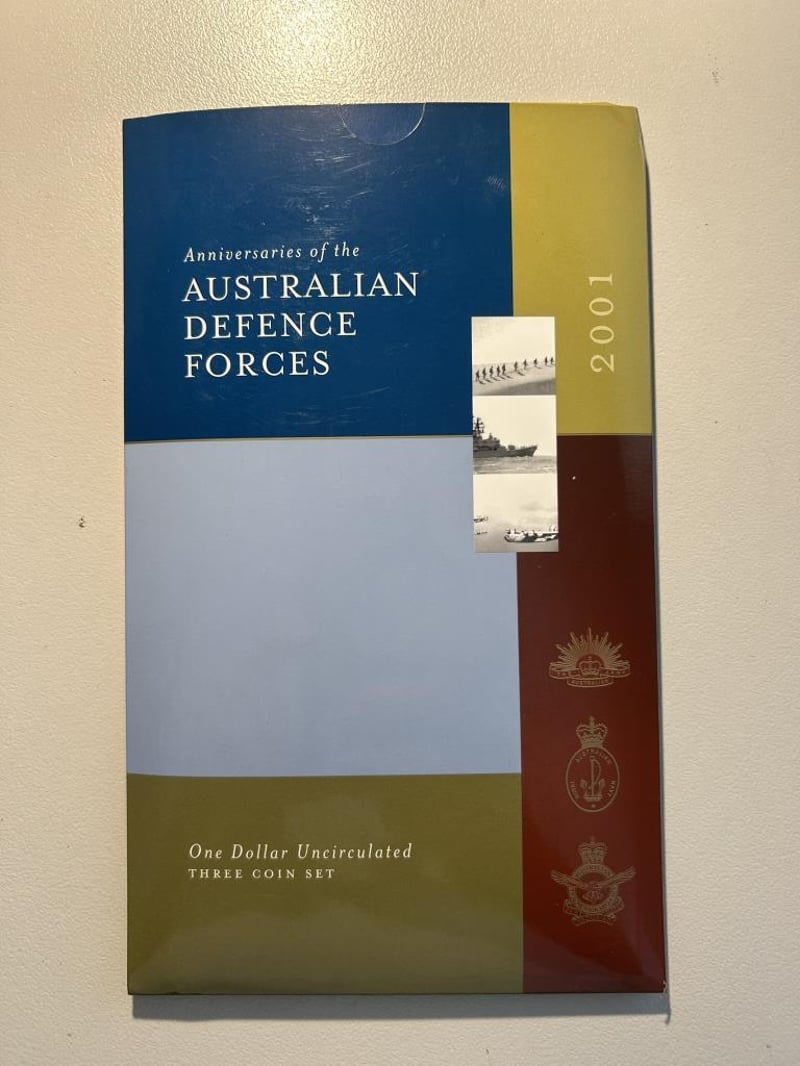 Anniversaries of the
AUSTRALIAN
DEFENCE
FORCES
2001
One Dollar Uncirculated
THREE COIN SET